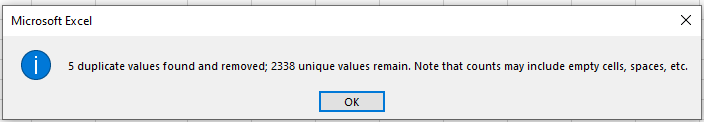 Microsoft Excel
5 duplicate values found and removed; 2338 unique values remain. Note that counts may include empty cells, spaces, etc.
OK